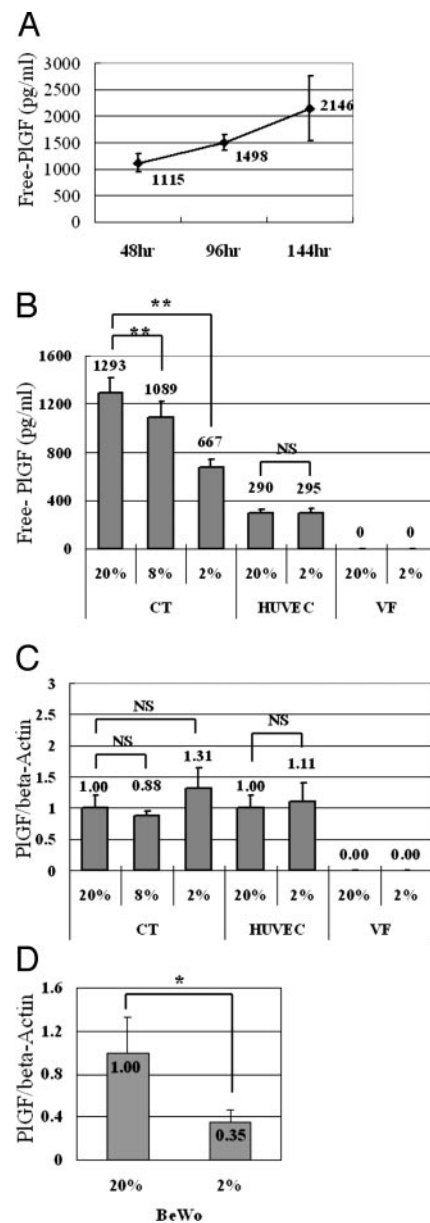 A
Free-PlGF (pg/ml)
3000
2500
2000
1500
1000
500
0
1115
1498
2146
48hr 96hr 144hr
B
Free- PlGF (pg/ml)
1600
1200
800
400
0
**
**
1293
1089
667
NS
290
295
0
0
20% 8% 2% 20% 2% 20% 2%
CT HUVEC VF
C
PlGF/beta-Actin
3
2.5
2
1.5
1
0.5
0
NS
NS
NS
1.00
0.88
1.31
1.00
1.11
0.00
0.00
20% 8% 2% 20% 2% 20% 2%
CT HUVEC VF
D
PlGF/beta-Actin
1.6
1.2
0.8
0.4
0
*
1.00
0.35
20% 2%
BeWo